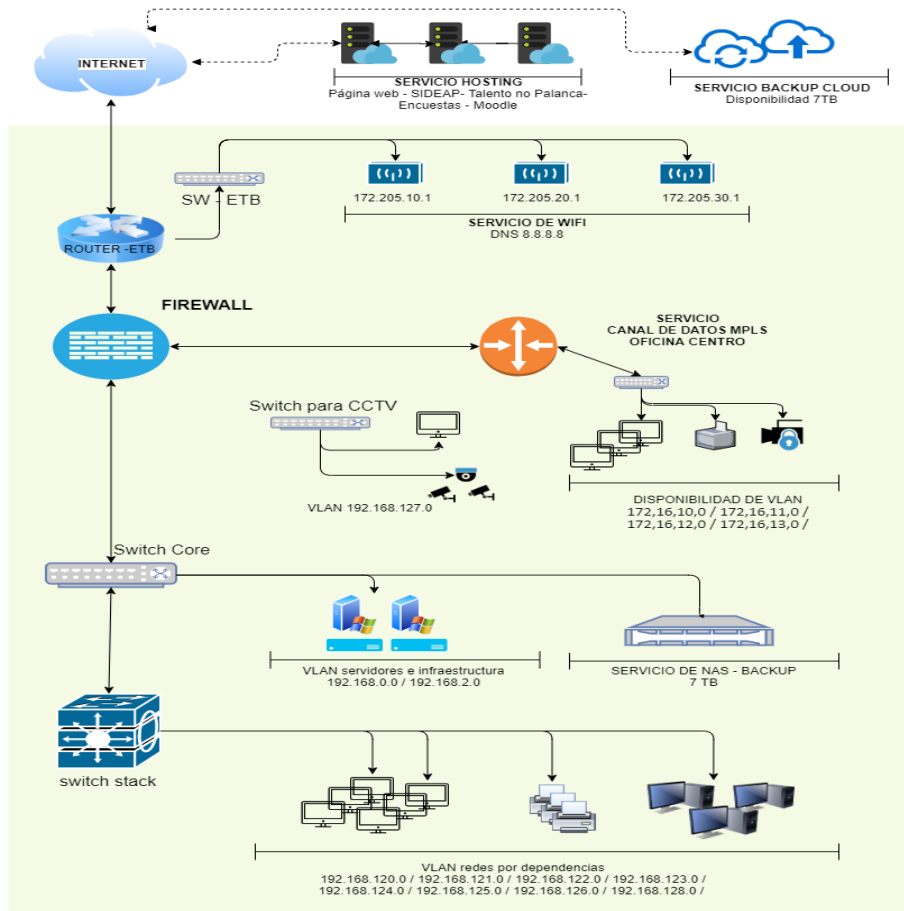 INTERNET
SERVICIO HOSTING
Página web - SIDEAP- Talento no Palanca-
Encuestas - Moodle
SERVICIO BACKUP CLOUD
Disponibilidad 7TB
SW - ETB
172.205.10.1
172.205.20.1
172.205.30.1
SERVICIO DE WIFI
DNS 8.8.8.8
ROUTER -ETB
FIREWALL
SERVICIO
CANAL DE DATOS MPLS
OFICINA CENTRO
Switch para CCTV
VLAN 192.168.127.0
DISPONIBILIDAD DE VLAN
172,16,10,0 / 172,16,11,0 /
172,16,12,0 / 172,16,13,0 /
Switch Core
VLAN servidores e infraestructura
192.168.0.0 / 192.168.2.0
SERVICIO DE NAS - BACKUP
7 TB
switch stack
VLAN redes por dependencias
192.168.120.0 / 192.168.121.0 / 192.168.122.0 / 192.168.123.0 /
192.168.124.0 / 192.168.125.0 / 192.168.126.0 / 192.168.128.0 /